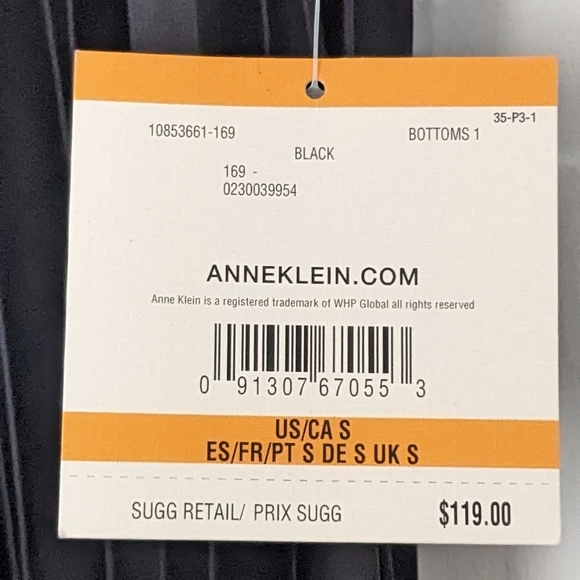 35-P3-1
10853661-169 BOTTOMS 1
BLACK
169 -
0230039954
ANNEKLEIN.COM
Anne Klein is a registered trademark of WHP Global all rights reserved
0 91307 67055 3
US/CA S
ES/FR/PT S DE S UK S
SUGG RETAIL/ PRIX SUGG $119.00